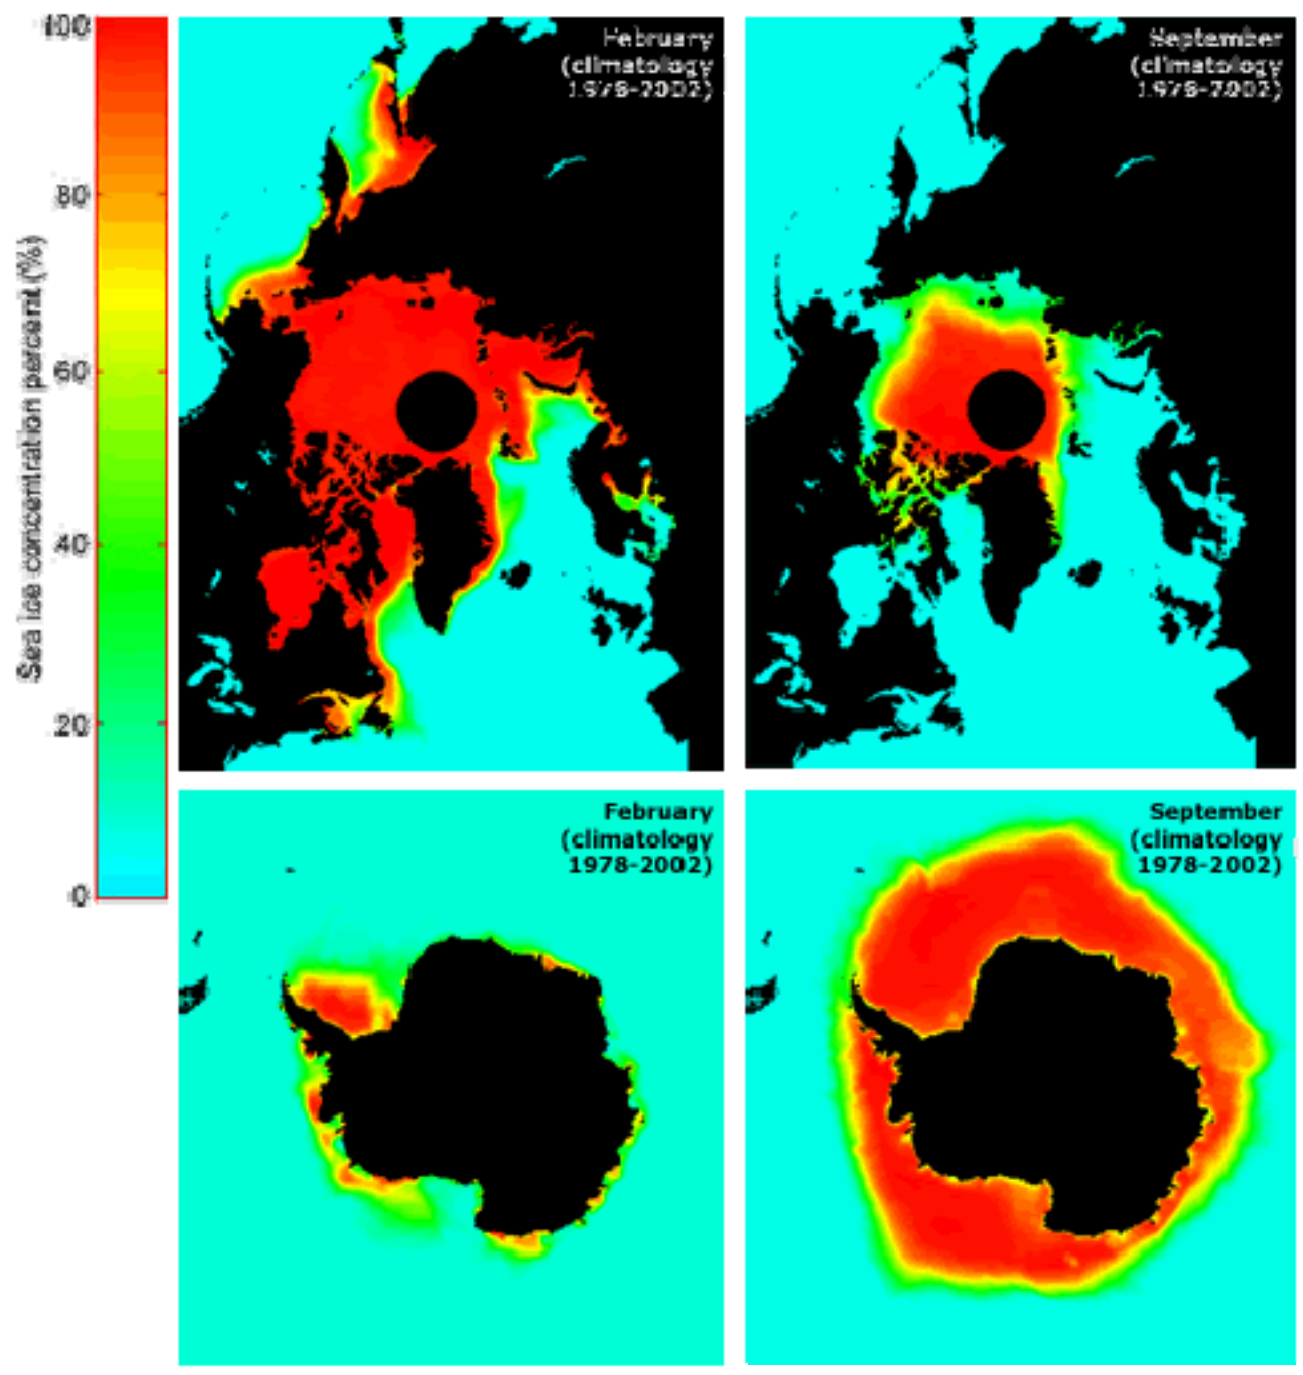 100
80
60
40
20
0
Sea ice concentration percent (%)
February
(climatology
1978-2002)
September
(climatology
1978-2002)
February
(climatology
1978-2002)
September
(climatology
1978-2002)